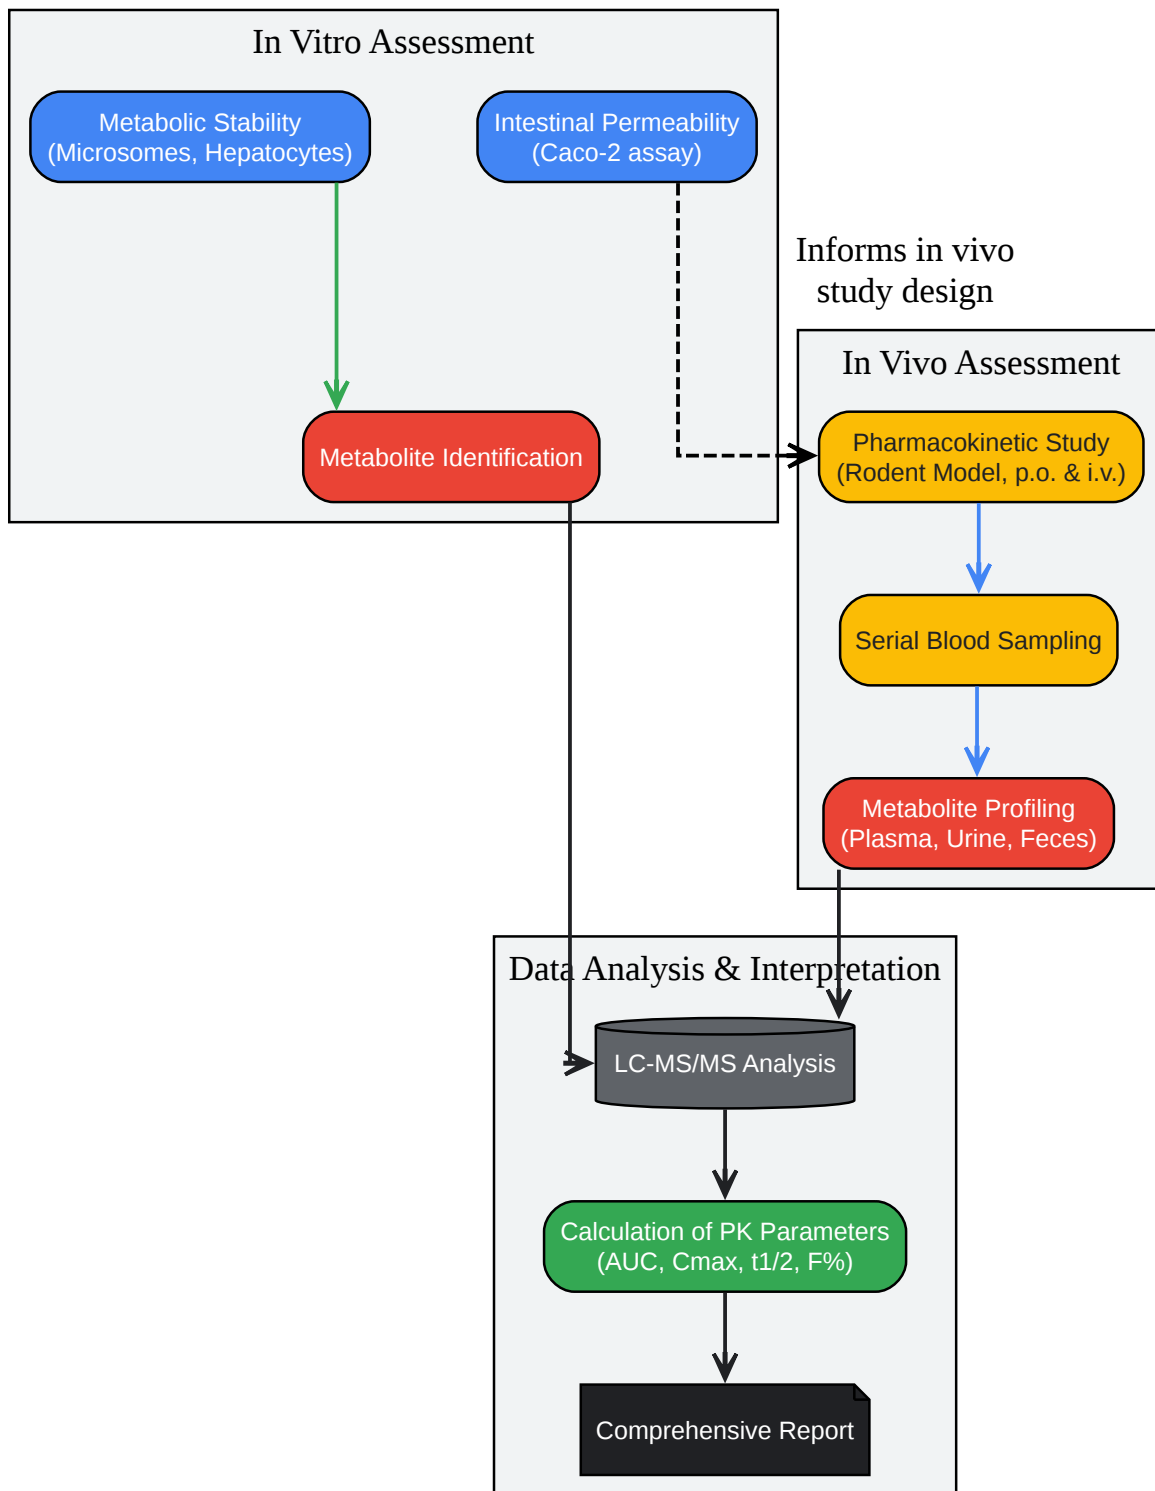 In Vitro Assessment
Metabolic Stability
(Microsomes, Hepatocytes)
Intestinal Permeability
(Caco-2 assay)
Informs in vivo
study design
In Vivo Assessment
Metabolite Identification
Pharmacokinetic Study
(Rodent Model, p.o. & i.v.)
Serial Blood Sampling
Metabolite Profiling
(Plasma, Urine, Feces)
Data Analysis & Interpretation
LC-MS/MS Analysis
Calculation of PK Parameters
(AUC, Cmax, t1/2, F%)
Comprehensive Report